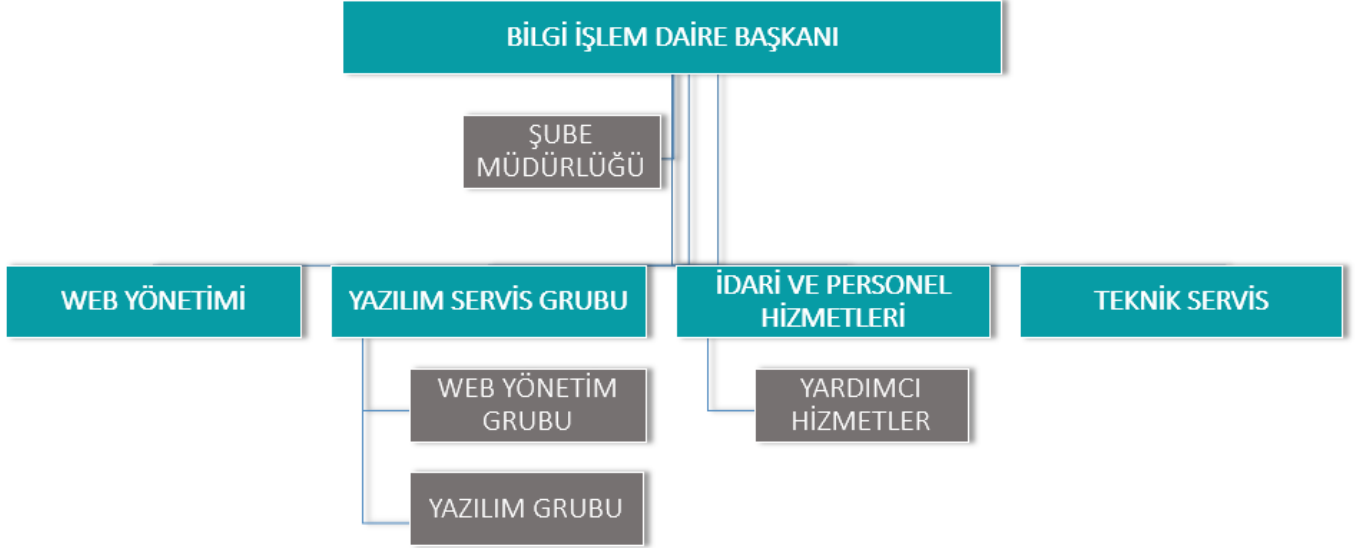 BİLGİ İŞLEM DAİRE BAŞKANI
ŞUBE
MÜDÜRLÜĞÜ
WEB YÖNETİMİ
YAZILIM SERVİS GRUBU
İDARİ VE PERSONEL
HİZMETLERİ
TEKNİK SERVİS
WEB YÖNETİM
GRUBU
YARDIMCI
HİZMETLER
YAZILIM GRUBU